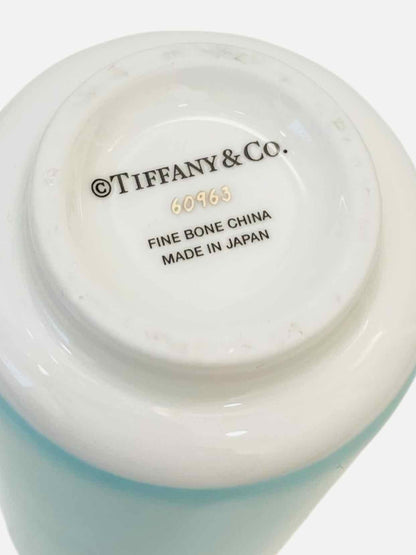 ©TIFFANY & CO.
60963
FINE BONE CHINA
MADE IN JAPAN